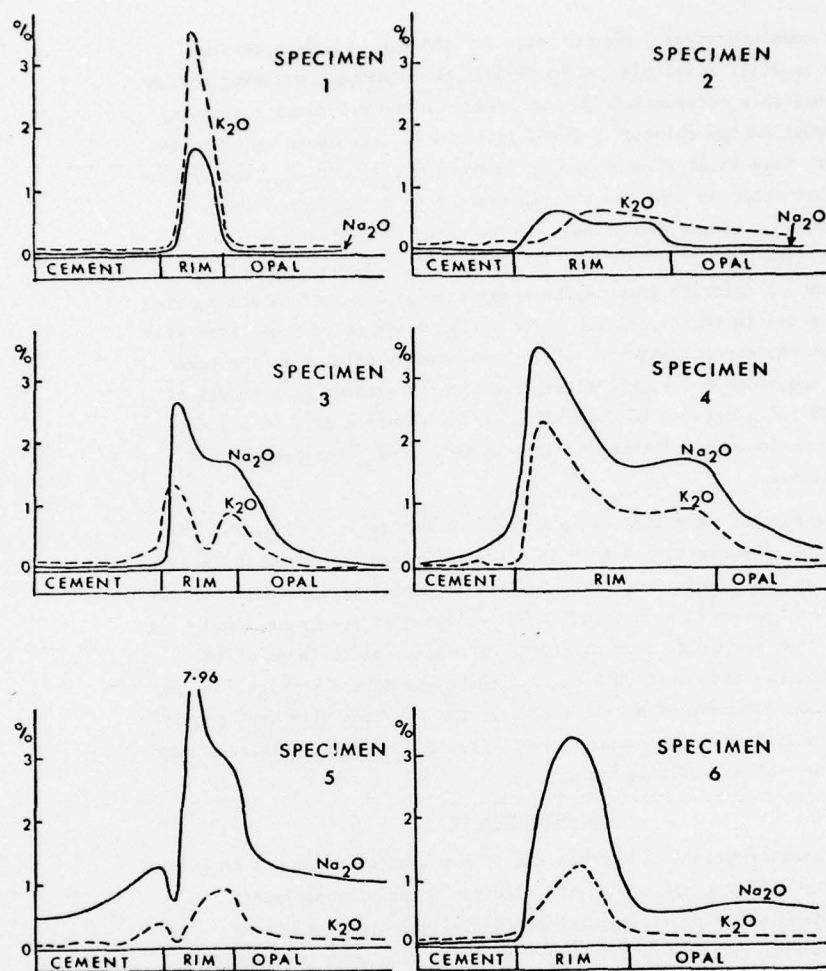 %
3
2
1
0
SPECIMEN
1
K₂O
Na₂O
CEMENT RIM OPAL
3
2
1
0
SPECIMEN
2
K₂O
Na₂O
CEMENT RIM OPAL
%
3
2
1
0
SPECIMEN
3
Na₂O
K₂O
CEMENT RIM OPAL
%
3
2
1
0
SPECIMEN
4
Na₂O
K₂O
CEMENT RIM OPAL
7·96
%
3
2
1
0
SPECIMEN
5
Na₂O
K₂O
CEMENT RIM OPAL
%
3
2
1
0
SPECIMEN
6
Na₂O
K₂O
CEMENT RIM OPAL